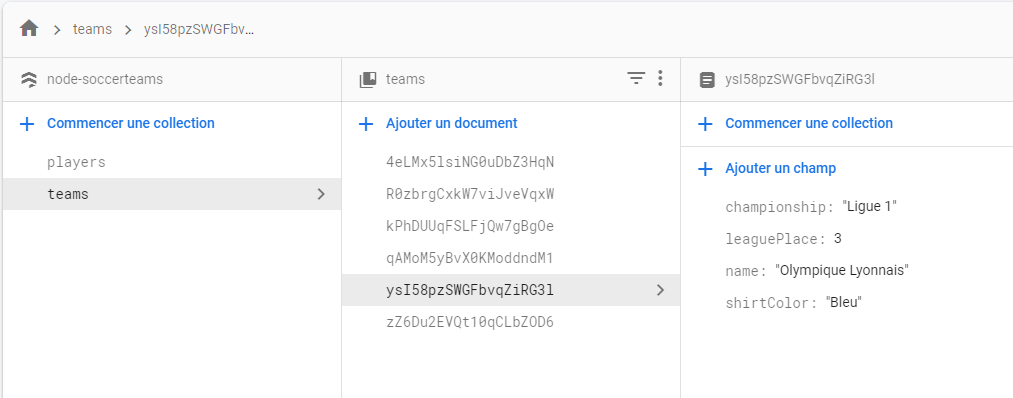 teams ysI58pzSWGFbv...
node-soccerteams
Commencer une collection
players
teams
teams
Ajouter un document
4eLMx5lsiNG0uDbZ3HqN
R0zbrgCxkW7viJveVqxW
kPhDUUqFSLFjQw7gBgOe
qAMoM5yBvX0KModdndM1
ysI58pzSWGFbvqZiRG3l
zZ6Du2EVQt10qCLbZOD6
ysI58pzSWGFbvqZiRG3l
Commencer une collection
Ajouter un champ
championship: "Ligue 1"
leaguePlace: 3
name: "Olympique Lyonnais"
shirtColor: "Bleu"